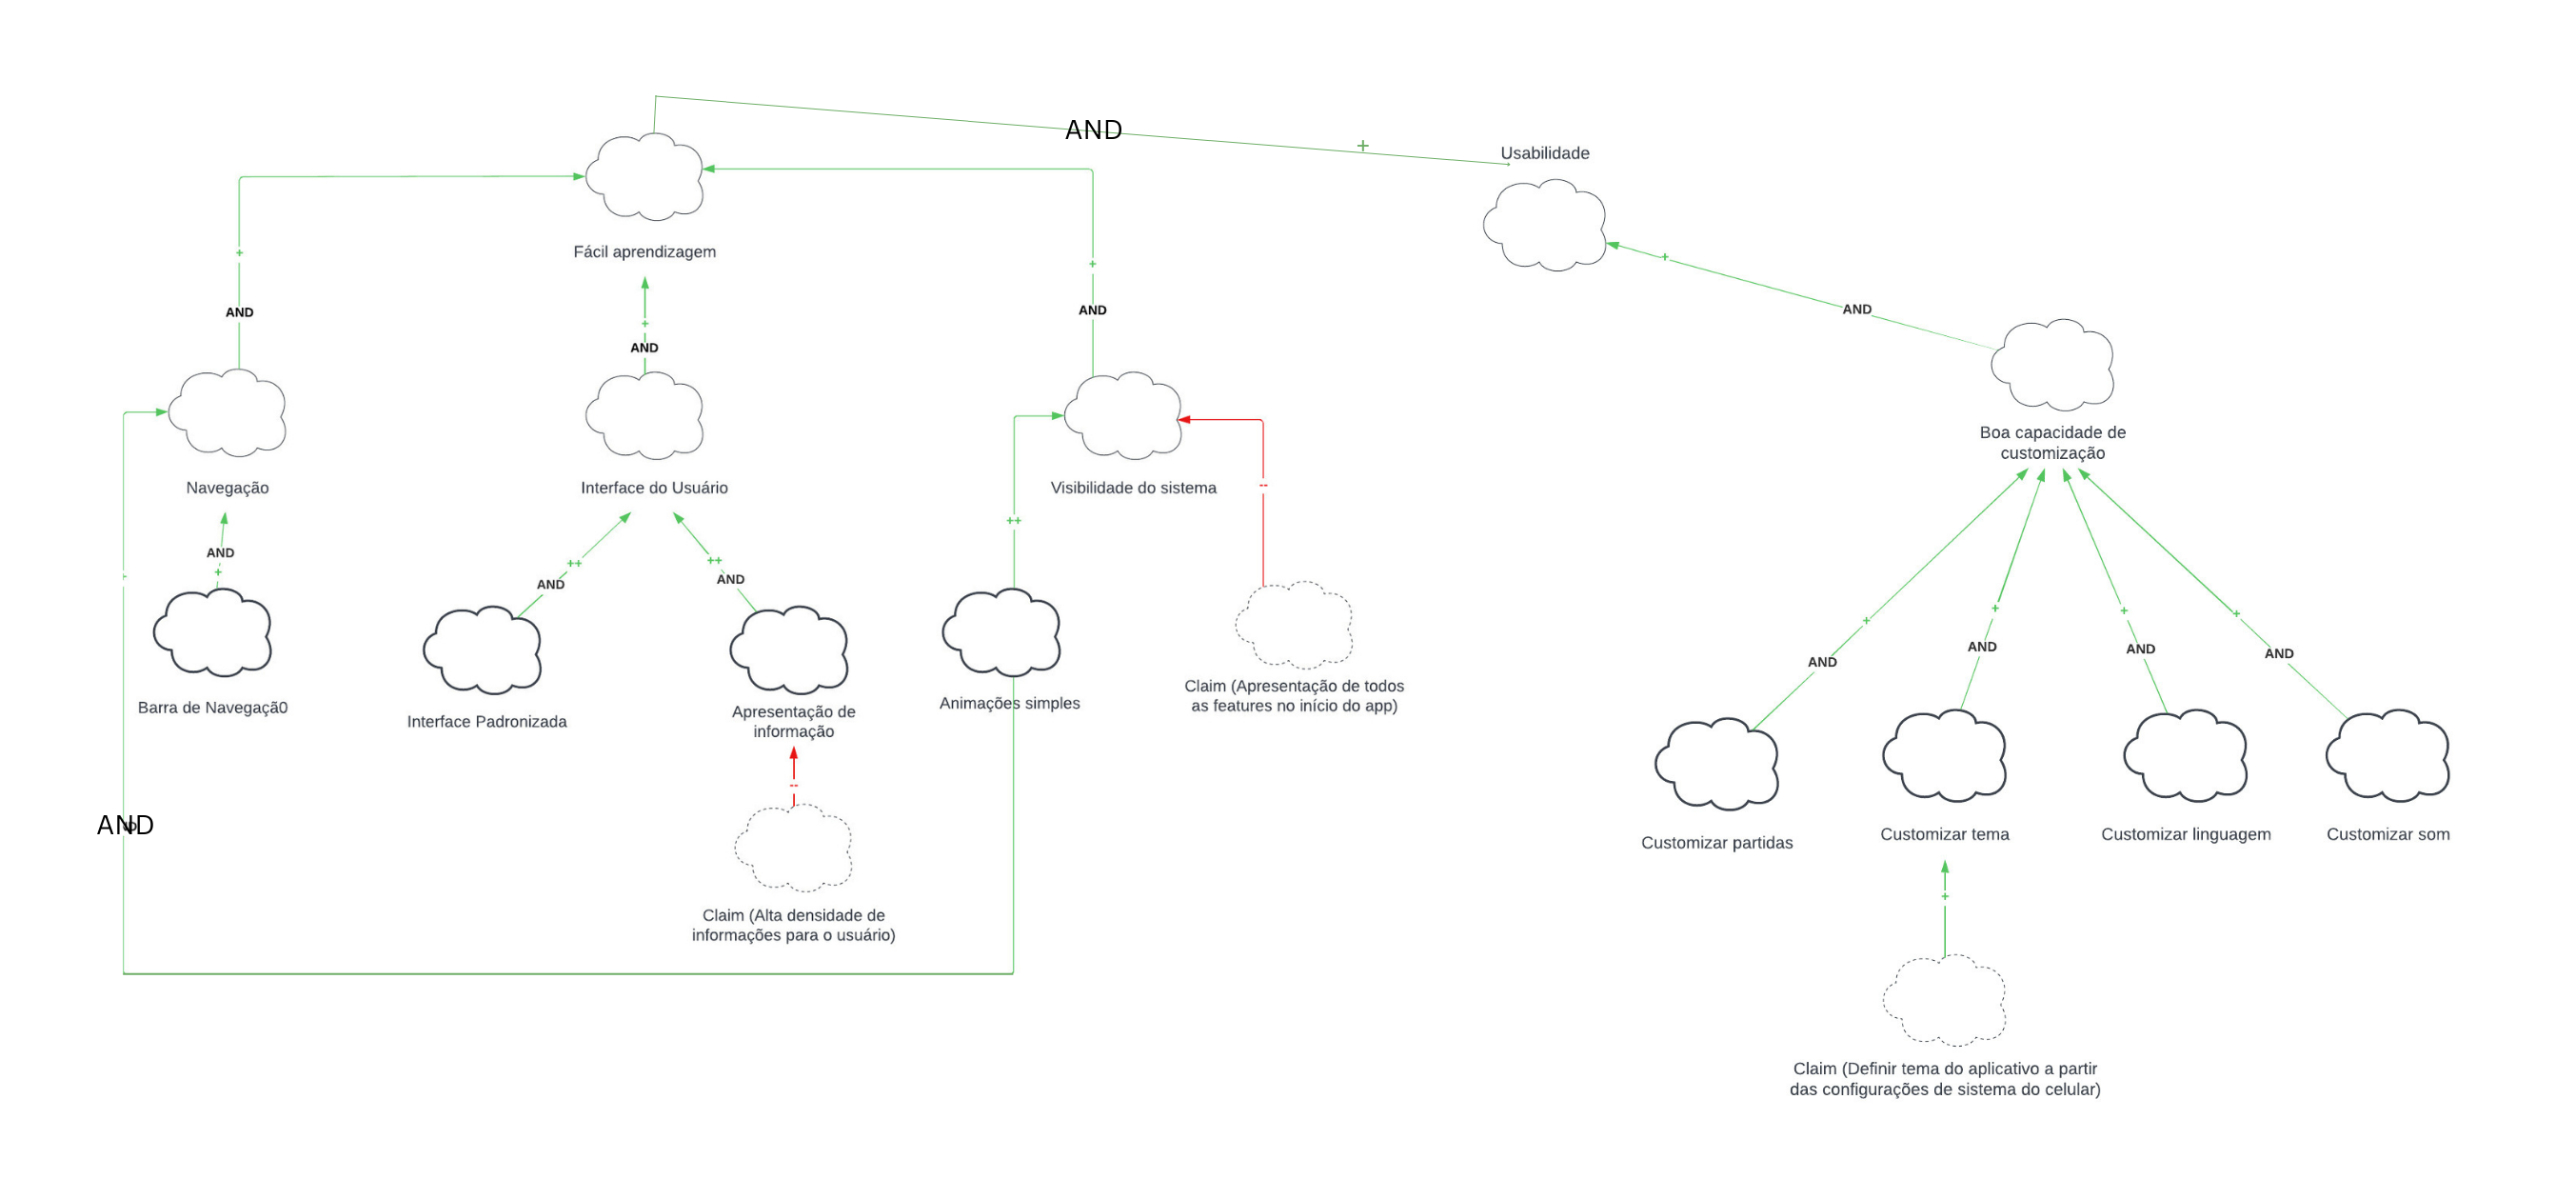 AND
+
Usabilidade
+
AND
Fácil aprendizagem
+
AND
+
AND
+
AND
Boa capacidade de
customização
Navegação
Interface do Usuário
Visibilidade do sistema
--
++
AND
+
++
AND
++
AND
+
Barra de Navegaçã0
Interface Padronizada
Apresentação de
informação
Animações simples
Claim (Apresentação de todos
as features no início do app)
+
AND
+
AND
+
AND
+
AND
--
AND
Customizar partidas
Customizar tema
Customizar linguagem
Customizar som
+
Claim (Alta densidade de
informações para o usuário)
Claim (Definir tema do aplicativo a partir
das configurações de sistema do celular)